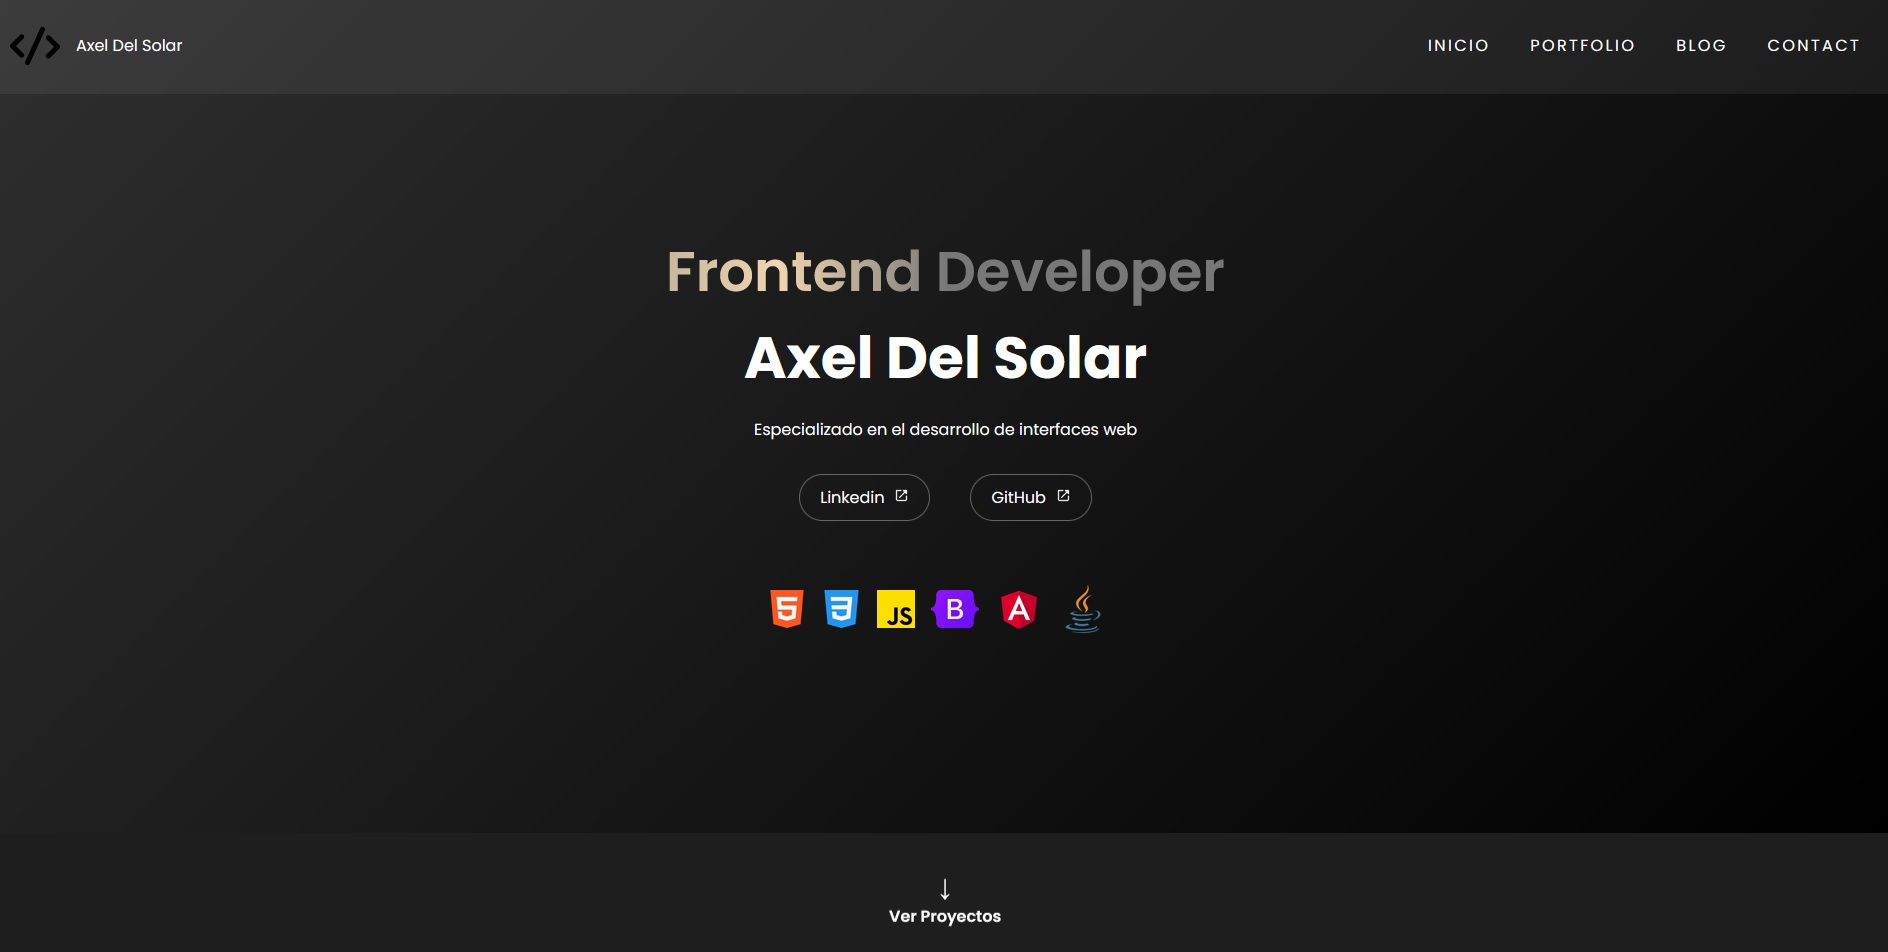 </> Axel Del Solar INICIO PORTFOLIO BLOG CONTACT
Frontend Developer
Axel Del Solar
Especializado en el desarrollo de interfaces web
Linkedin GitHub
5 3 JS B A
↓
Ver Proyectos